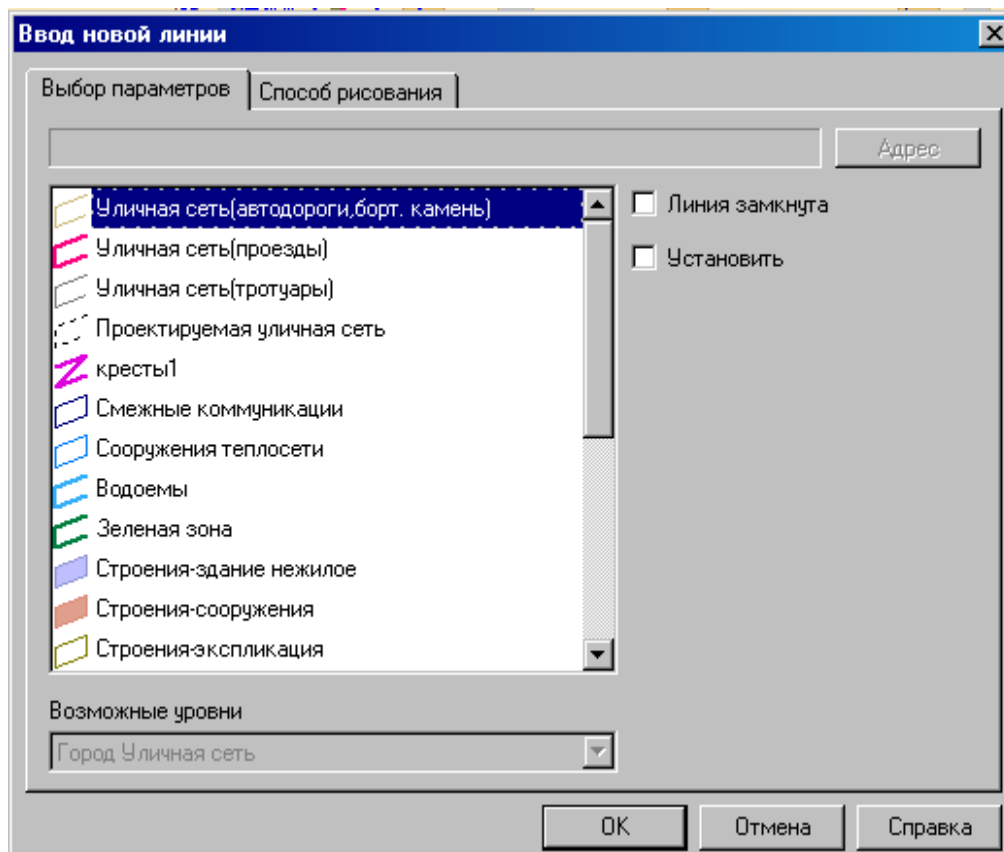 Ввод новой линии
Выбор параметров
Способ рисования
Адрес
Уличная сеть(автодороги,борт. камень)
Линия замкнута
Уличная сеть(проезды)
Установить
Уличная сеть(тротуары)
Проектируемая уличная сеть
кресты1
Смежные коммуникации
Сооружения теплосети
Водоемы
Зеленая зона
Строения-здание нежилое
Строения-сооружения
Строения-экспликация
Возможные уровни
Город Уличная сеть
OK
Отмена
Справка